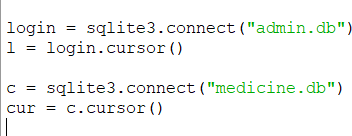 login = sqlite3.connect("admin.db")
l = login.cursor()
c = sqlite3.connect("medicine.db")
cur = c.cursor()